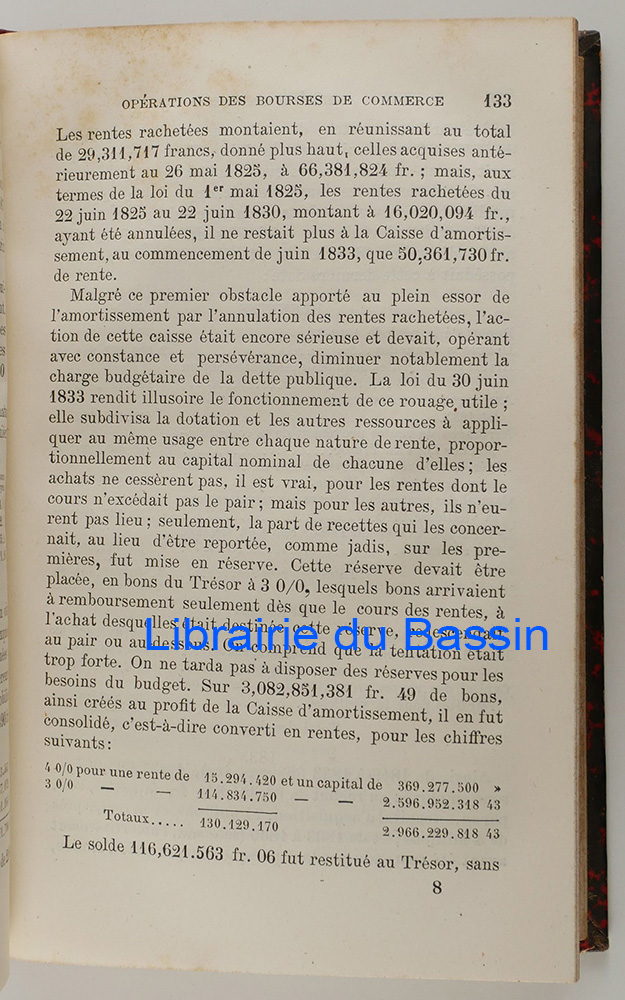 OPÉRATIONS DES BOURSES DE COMMERCE 133
Les rentes rachetées montaient, en réunissant au total
de 29,311,717 francs, donné plus haut, celles acquises anté-
rieurement au 26 mai 1825, à 66,381,824 fr. ; mais, aux
termes de la loi du 1er mai 1825, les rentes rachetées du
22 juin 1825 au 22 juin 1830, montant à 16,020,094 fr.,
ayant été annulées, il ne restait plus à la Caisse d'amortis-
sement, au commencement de juin 1833, que 50,361,730 fr.
de rente.
Malgré ce premier obstacle apporté au plein essor de
l'amortissement par l'annulation des rentes rachetées, l'ac-
tion de cette caisse était encore sérieuse et devait, opérant
avec constance et persévérance, diminuer notablement la
charge budgétaire de la dette publique. La loi du 30 juin
1833 rendit illusoire le fonctionnement de ce rouage utile ;
elle subdivisa la dotation et les autres ressources à appli-
quer au même usage entre chaque nature de rente, propor-
tionnellement au capital nominal de chacune d'elles ; les
achats ne cessèrent pas, il est vrai, pour les rentes dont le
cours n'excédait pas le pair ; mais pour les autres, ils n'eu-
rent pas lieu ; seulement, la part de recettes qui les concer-
nait, au lieu d'être reportée, comme jadis, sur les pre-
mières, fut mise en réserve. Cette réserve devait être
placée, en bons du Trésor à 3 0/0, lesquels bons arrivaient
à remboursement seulement dès que le cours des rentes, à
l'achat desquelles était destinée cette réserve, redescendait
au pair ou au-dessous. On comprend que la tentation était
trop forte. On ne tarda pas à disposer des réserves pour les
besoins du budget. Sur 3,082,851,381 fr. 49 de bons,
ainsi créés au profit de la Caisse d'amortissement, il en fut
consolidé, c'est-à-dire converti en rentes, pour les chiffres
suivants :
4 0/0 pour une rente de 15.294.420 et un capital de 369.277.500 »
3 0/0 — — 114.834.750 — — 2.596.952.318 43
Totaux..... 130.129.170 2.966.229.818 43
Le solde 116,621.563 fr. 06 fut restitué au Trésor, sans
8
Librairie du Bassin